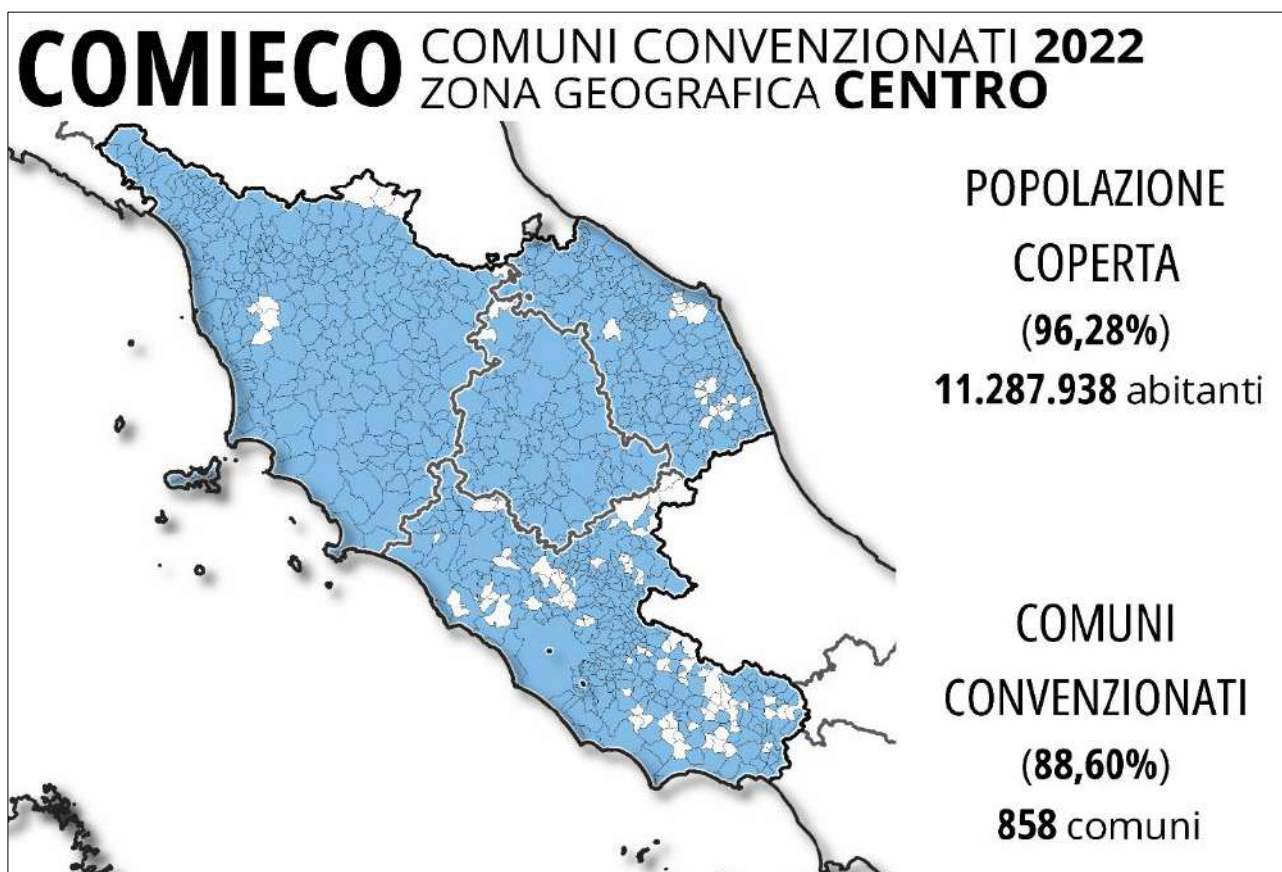 COMIECO
COMUNI CONVENZIONATI 2022
ZONA GEOGRAFICA CENTRO
POPOLAZIONE
COPERTA
(96,28%)
11.287.938 abitanti
COMUNI
CONVENZIONATI
(88,60%)
858 comuni